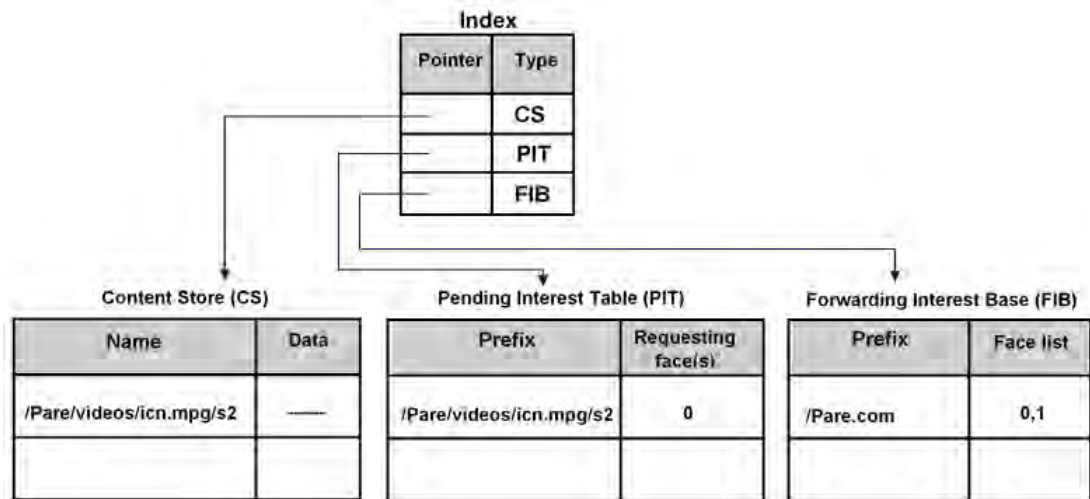 Index
Pointer Type
CS
PIT
FIB
Content Store (CS)
Name Data
/Pare/videos/icn.mpg/s2 -------
Pending Interest Table (PIT)
Prefix Requesting
face(s)
/Pare/videos/icn.mpg/s2 0
Forwarding Interest Base (FIB)
Prefix Face list
/Pare.com 0,1